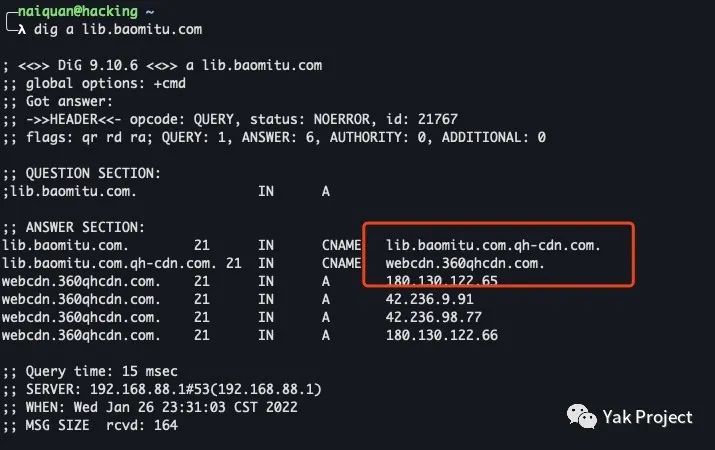 naiquan@hacking ~
λ dig a lib.baomitu.com
; <<>> DiG 9.10.6 <<>> a lib.baomitu.com
;; global options: +cmd
;; Got answer:
;; ->>HEADER<<- opcode: QUERY, status: NOERROR, id: 21767
;; flags: qr rd ra; QUERY: 1, ANSWER: 6, AUTHORITY: 0, ADDITIONAL: 0
;; QUESTION SECTION:
;lib.baomitu.com. IN A
;; ANSWER SECTION:
lib.baomitu.com. 21 IN CNAME lib.baomitu.com.qh-cdn.com.
lib.baomitu.com.qh-cdn.com. 21 IN CNAME webcdn.360qhcdn.com.
webcdn.360qhcdn.com. 21 IN A 180.130.122.65
webcdn.360qhcdn.com. 21 IN A 42.236.9.91
webcdn.360qhcdn.com. 21 IN A 42.236.98.77
webcdn.360qhcdn.com. 21 IN A 180.130.122.66
;; Query time: 15 msec
;; SERVER: 192.168.88.1#53(192.168.88.1)
;; WHEN: Wed Jan 26 23:31:03 CST 2022
;; MSG SIZE rcvd: 164
Yak Project